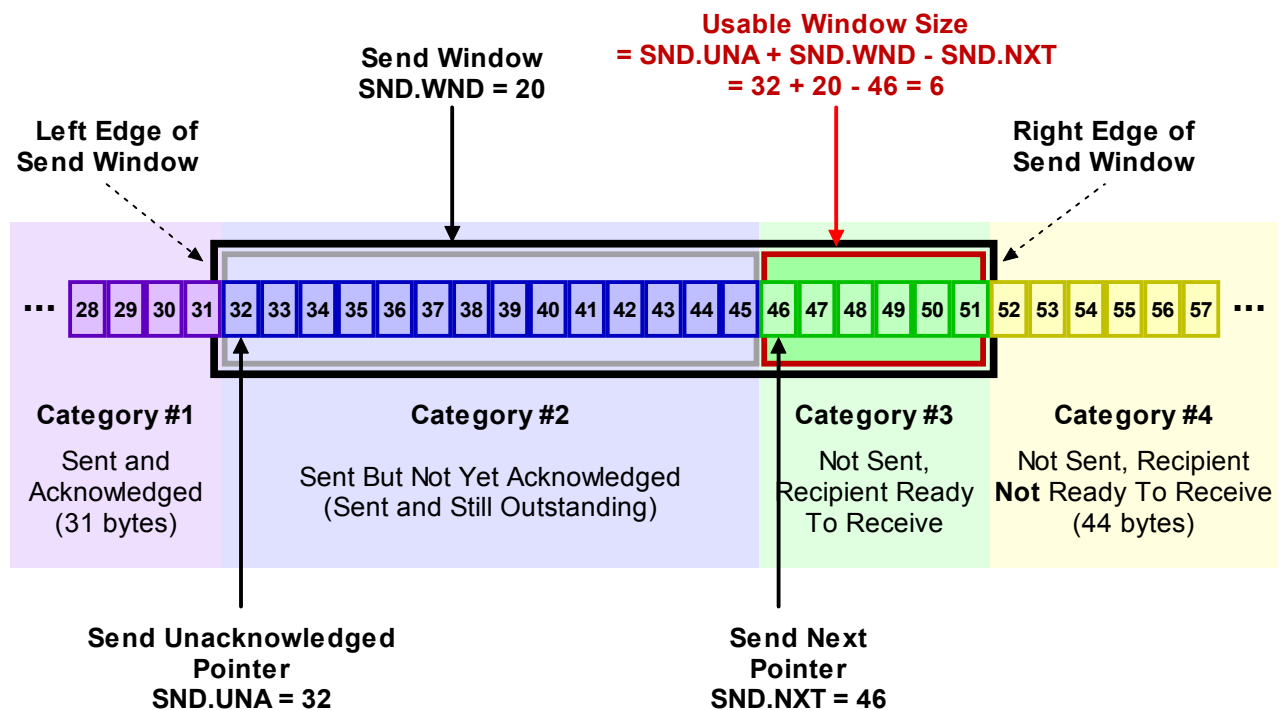 Usable Window Size
= SND.UNA + SND.WND - SND.NXT
= 32 + 20 - 46 = 6
Send Window
SND.WND = 20
Left Edge of
Send Window
Right Edge of
Send Window
... 28 29 30 31 32 33 34 35 36 37 38 39 40 41 42 43 44 45 46 47 48 49 50 51 52 53 54 55 56 57 ...
Category #1
Sent and
Acknowledged
(31 bytes)
Category #2
Sent But Not Yet Acknowledged
(Sent and Still Outstanding)
Category #3
Not Sent,
Recipient Ready
To Receive
Category #4
Not Sent, Recipient
Not Ready To Receive
(44 bytes)
Send Unacknowledged
Pointer
SND.UNA = 32
Send Next
Pointer
SND.NXT = 46